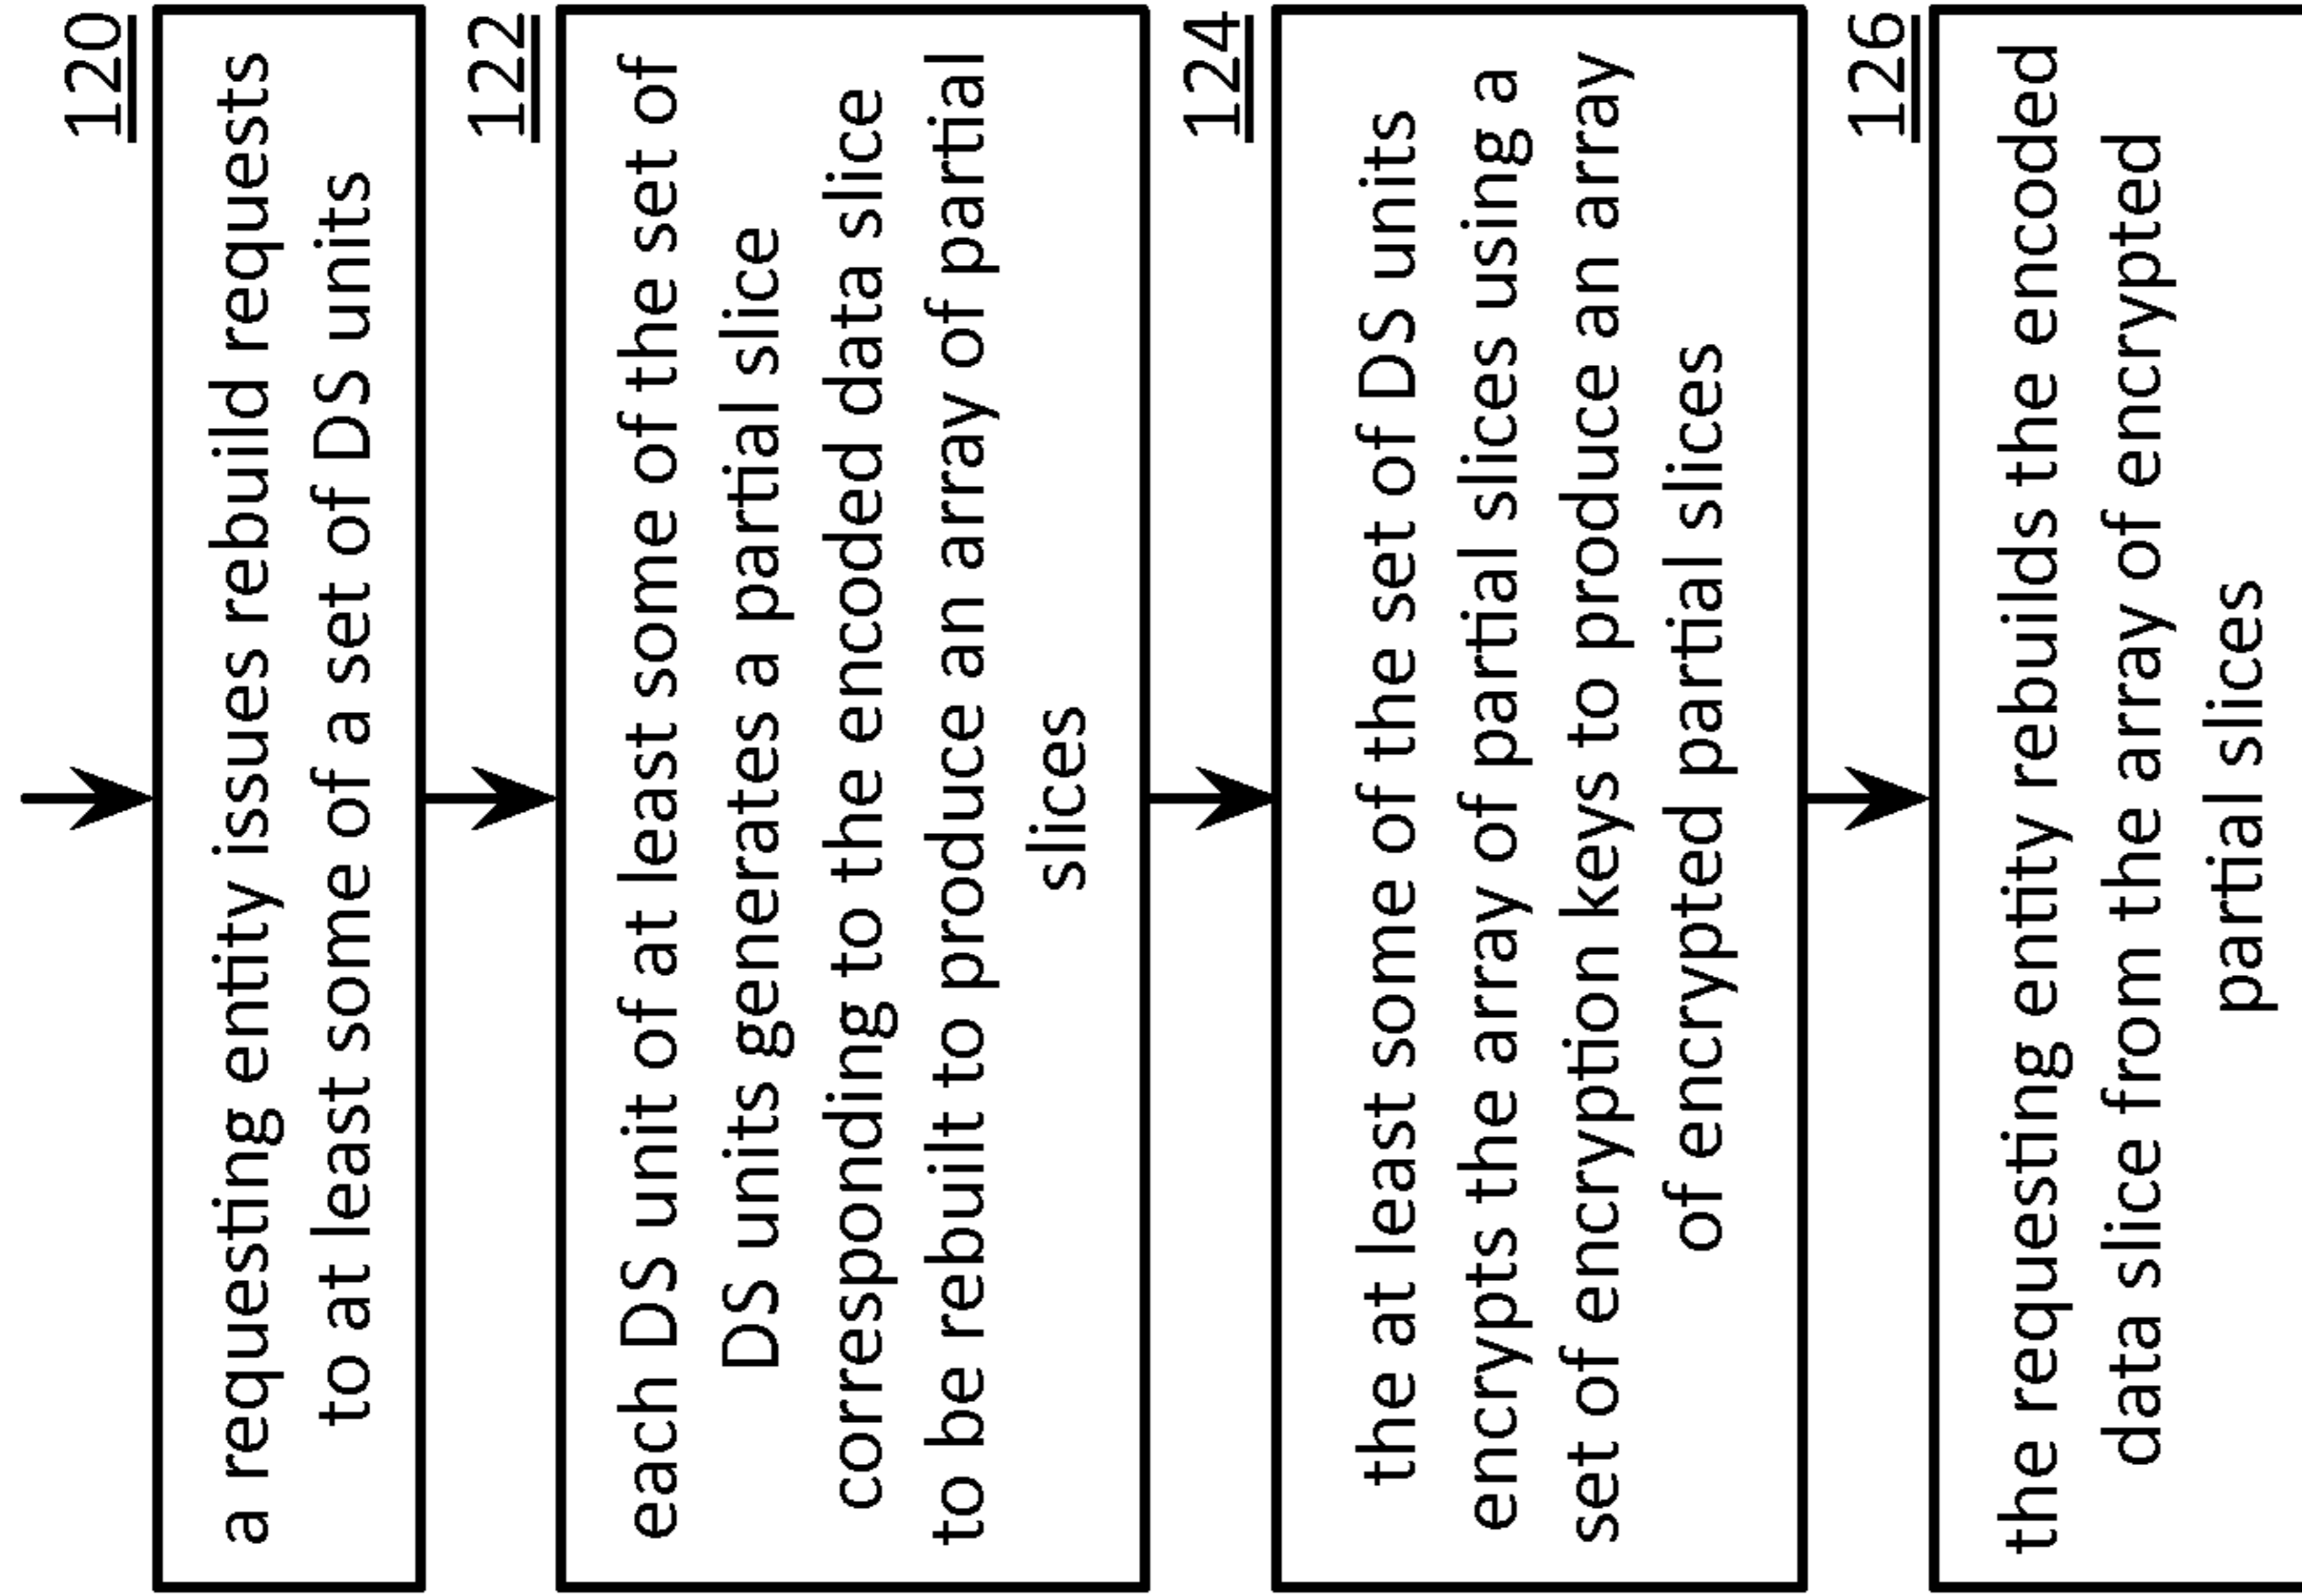 120
a requesting entity issues rebuild requests
to at least some of a set of DS units
122
each DS unit of at least some of the set of
DS units generates a partial slice
corresponding to the encoded data slice
to be rebuilt to produce an array of partial
slices
124
the at least some of the set of DS units
encrypts the array of partial slices using a
set of encryption keys to produce an array
of encrypted partial slices
126
the requesting entity rebuilds the encoded
data slice from the array of encrypted
partial slices